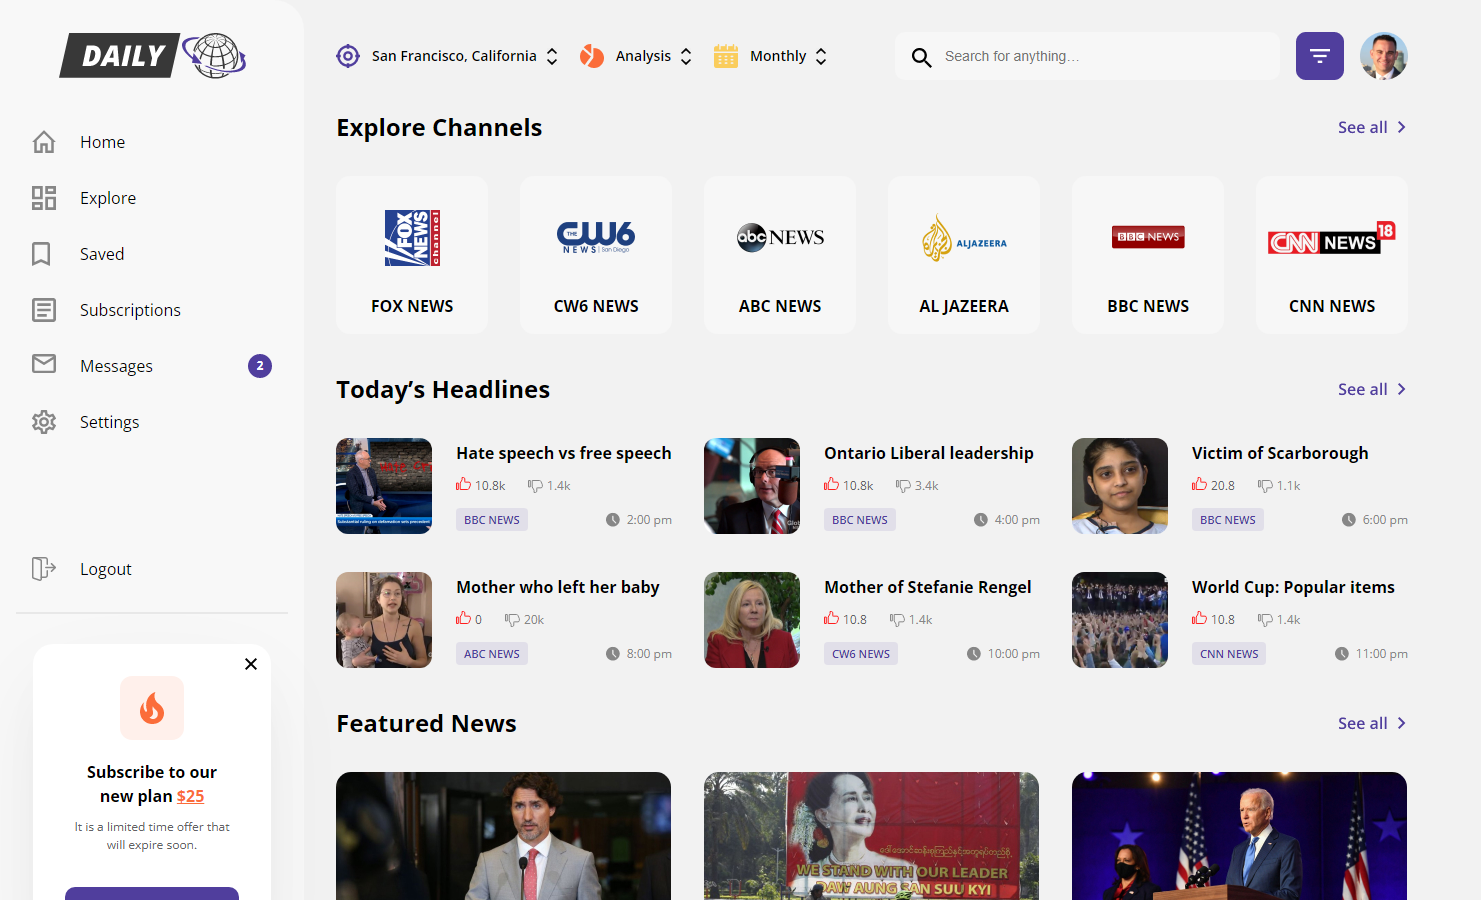 DAILY
San Francisco, California
Analysis
Monthly
Search for anything...
Home
Explore
Saved
Subscriptions
Messages
2
Settings
Logout
Subscribe to our
new plan $25
It is a limited time offer that
will expire soon.
Explore Channels
See all
FOX
NEWS
channel
THE
CW6
NEWS | San Diego
abc NEWS
ALJAZEERA
BBC NEWS
CNN NEWS 18
FOX NEWS
CW6 NEWS
ABC NEWS
AL JAZEERA
BBC NEWS
CNN NEWS
Today’s Headlines
See all
Hate speech vs free speech
10.8k
1.4k
BBC NEWS
2:00 pm
Ontario Liberal leadership
10.8k
3.4k
BBC NEWS
4:00 pm
Victim of Scarborough
20.8
1.1k
BBC NEWS
6:00 pm
Mother who left her baby
0
20k
ABC NEWS
8:00 pm
Mother of Stefanie Rengel
10.8
1.4k
CW6 NEWS
10:00 pm
World Cup: Popular items
10.8
1.4k
CNN NEWS
11:00 pm
Featured News
See all
WE STAND WITH OUR LEADER
DAW AUNG SAN SUU KYI